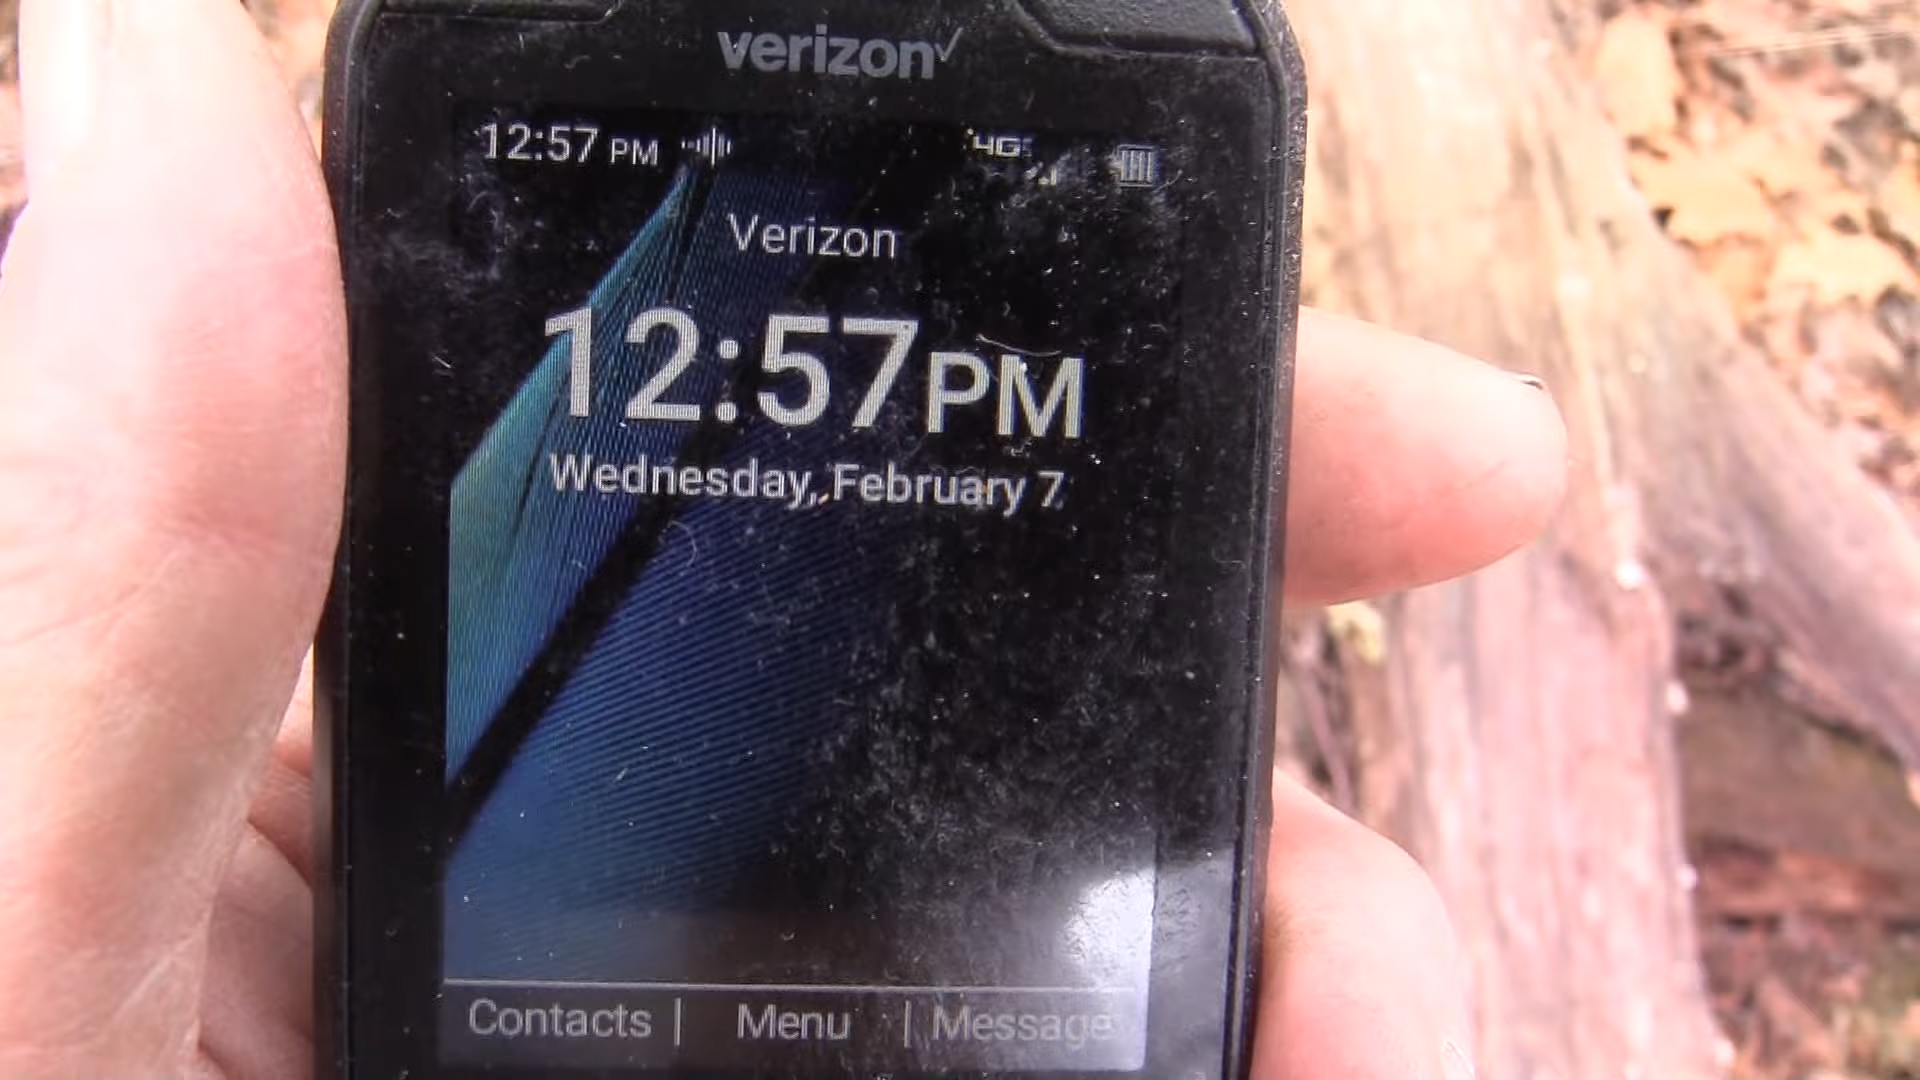 verizon
12:57 PM 4G
Verizon
12:57PM
Wednesday, February 7
Contacts | Menu | Message